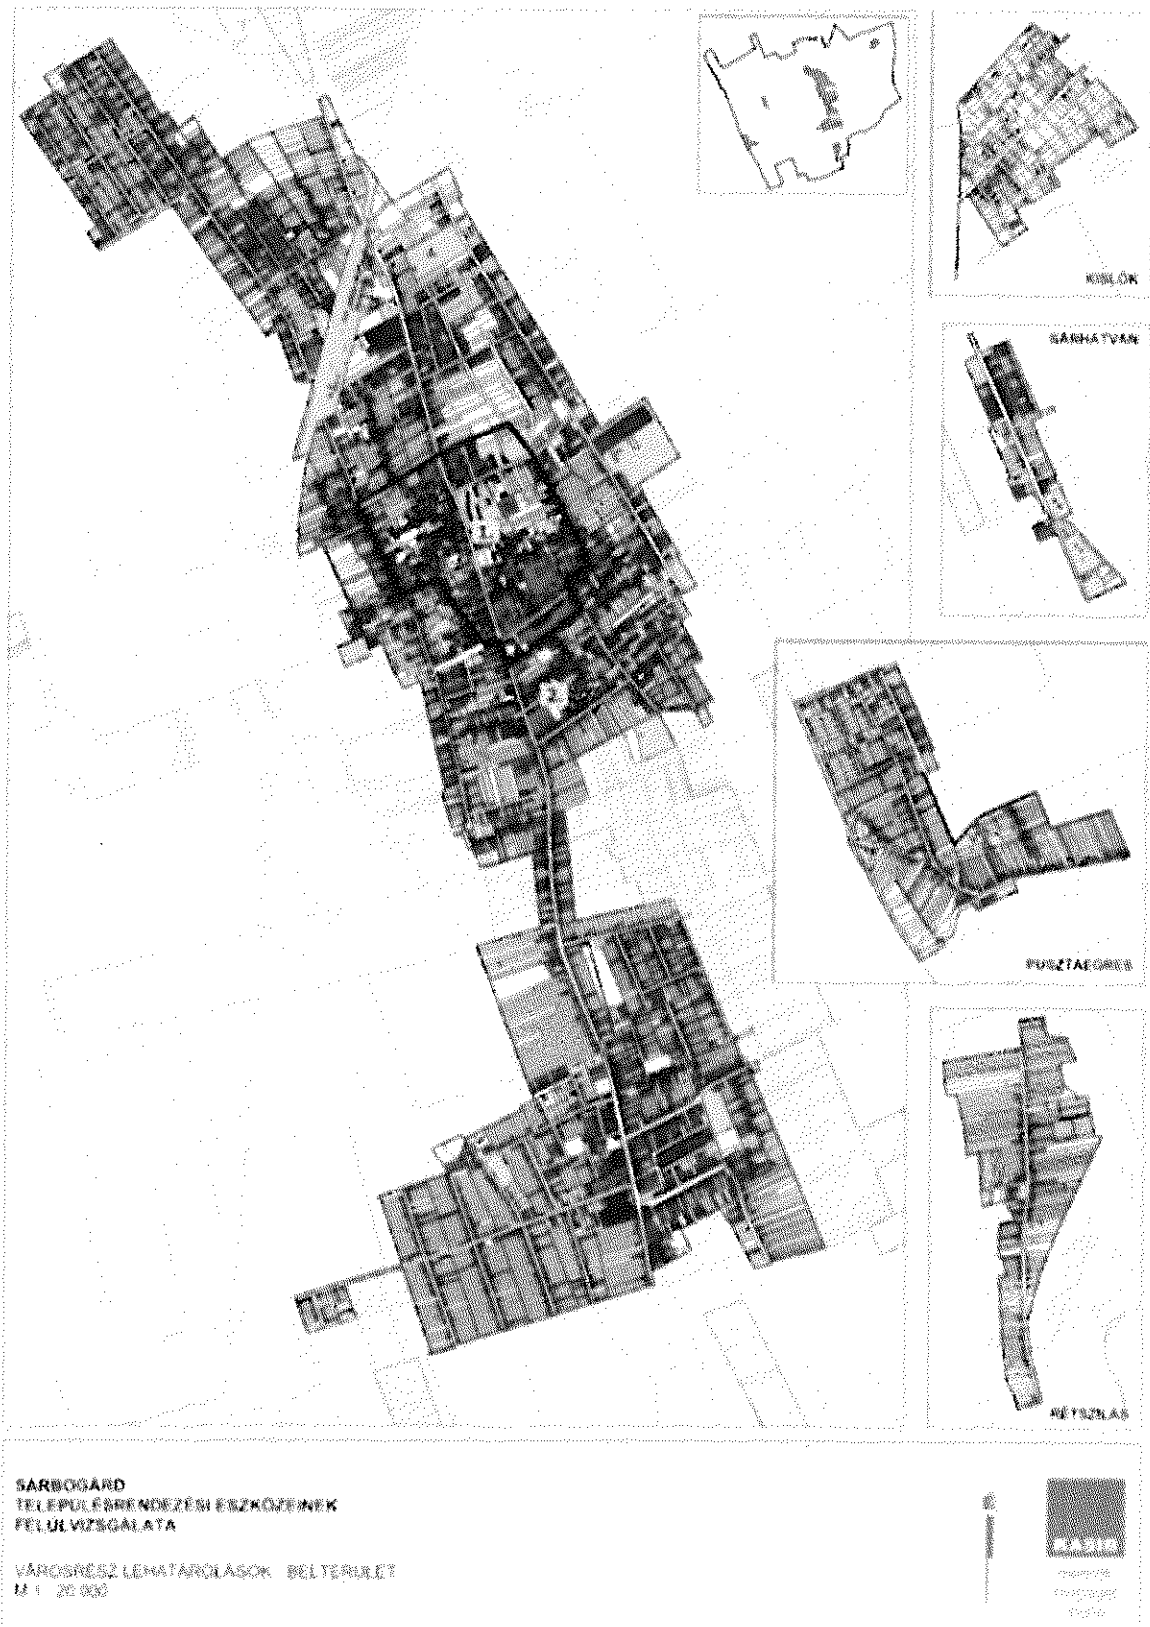 KISLÓK
SÁRHATVAN
PUSZTAEGRES
RÉTSZILAS
SÁRBOGÁRD
TELEPÜLÉSRENDEZÉSI ESZKÖZEINEK
FELÜLVIZSGÁLATA
VÁROSRÉSZ LEHATÁROLÁSOK BELTERÜLET
M 1 20 000